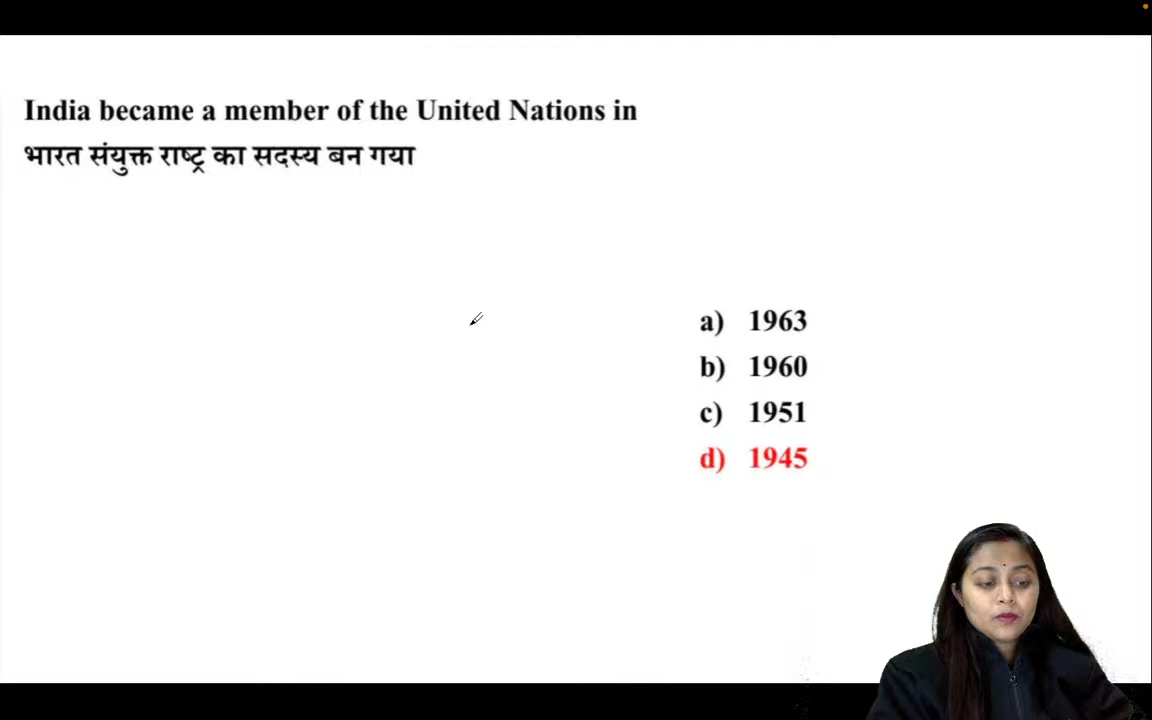 India became a member of the United Nations in
भारत संयुक्त राष्ट्र का सदस्य बन गया
a) 1963
b) 1960
c) 1951
d) 1945